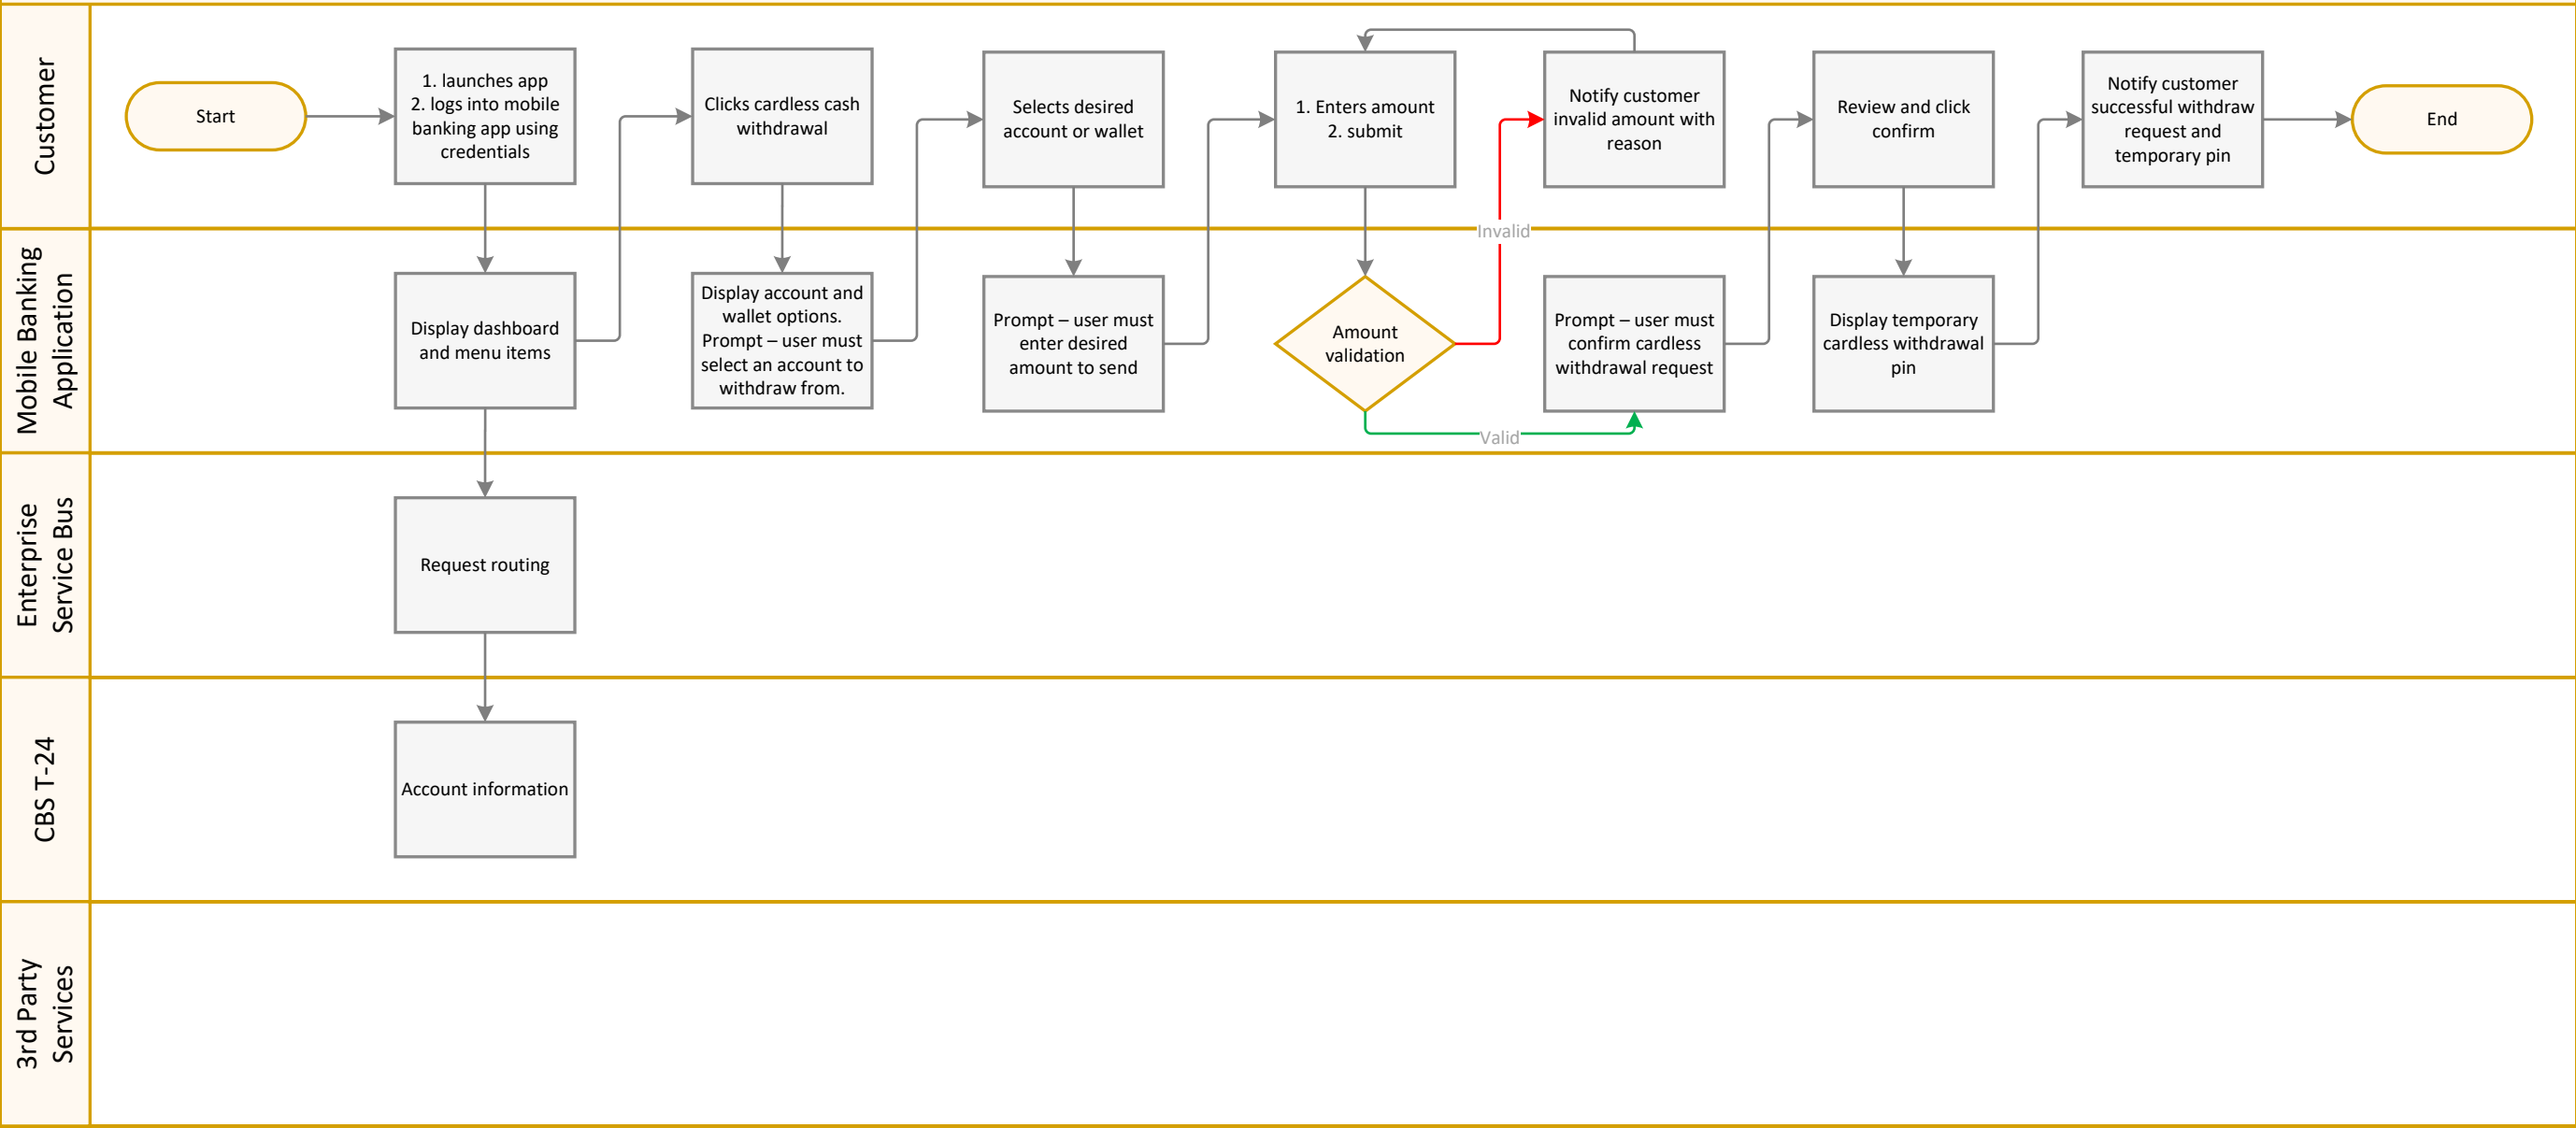 Customer
Start
1. launches app
2. logs into mobile
banking app using
credentials
Clicks cardless cash
withdrawal
Selects desired
account or wallet
1. Enters amount
2. submit
Notify customer
invalid amount with
reason
Review and click
confirm
Notify customer
successful withdraw
request and
temporary pin
End
Invalid
Mobile Banking
Application
Display dashboard
and menu items
Display account and
wallet options.
Prompt – user must
select an account to
withdraw from.
Prompt – user must
enter desired
amount to send
Amount
validation
Prompt – user must
confirm cardless
withdrawal request
Display temporary
cardless withdrawal
pin
Valid
Enterprise
Service Bus
Request routing
CBS T-24
Account information
3rd Party
Services